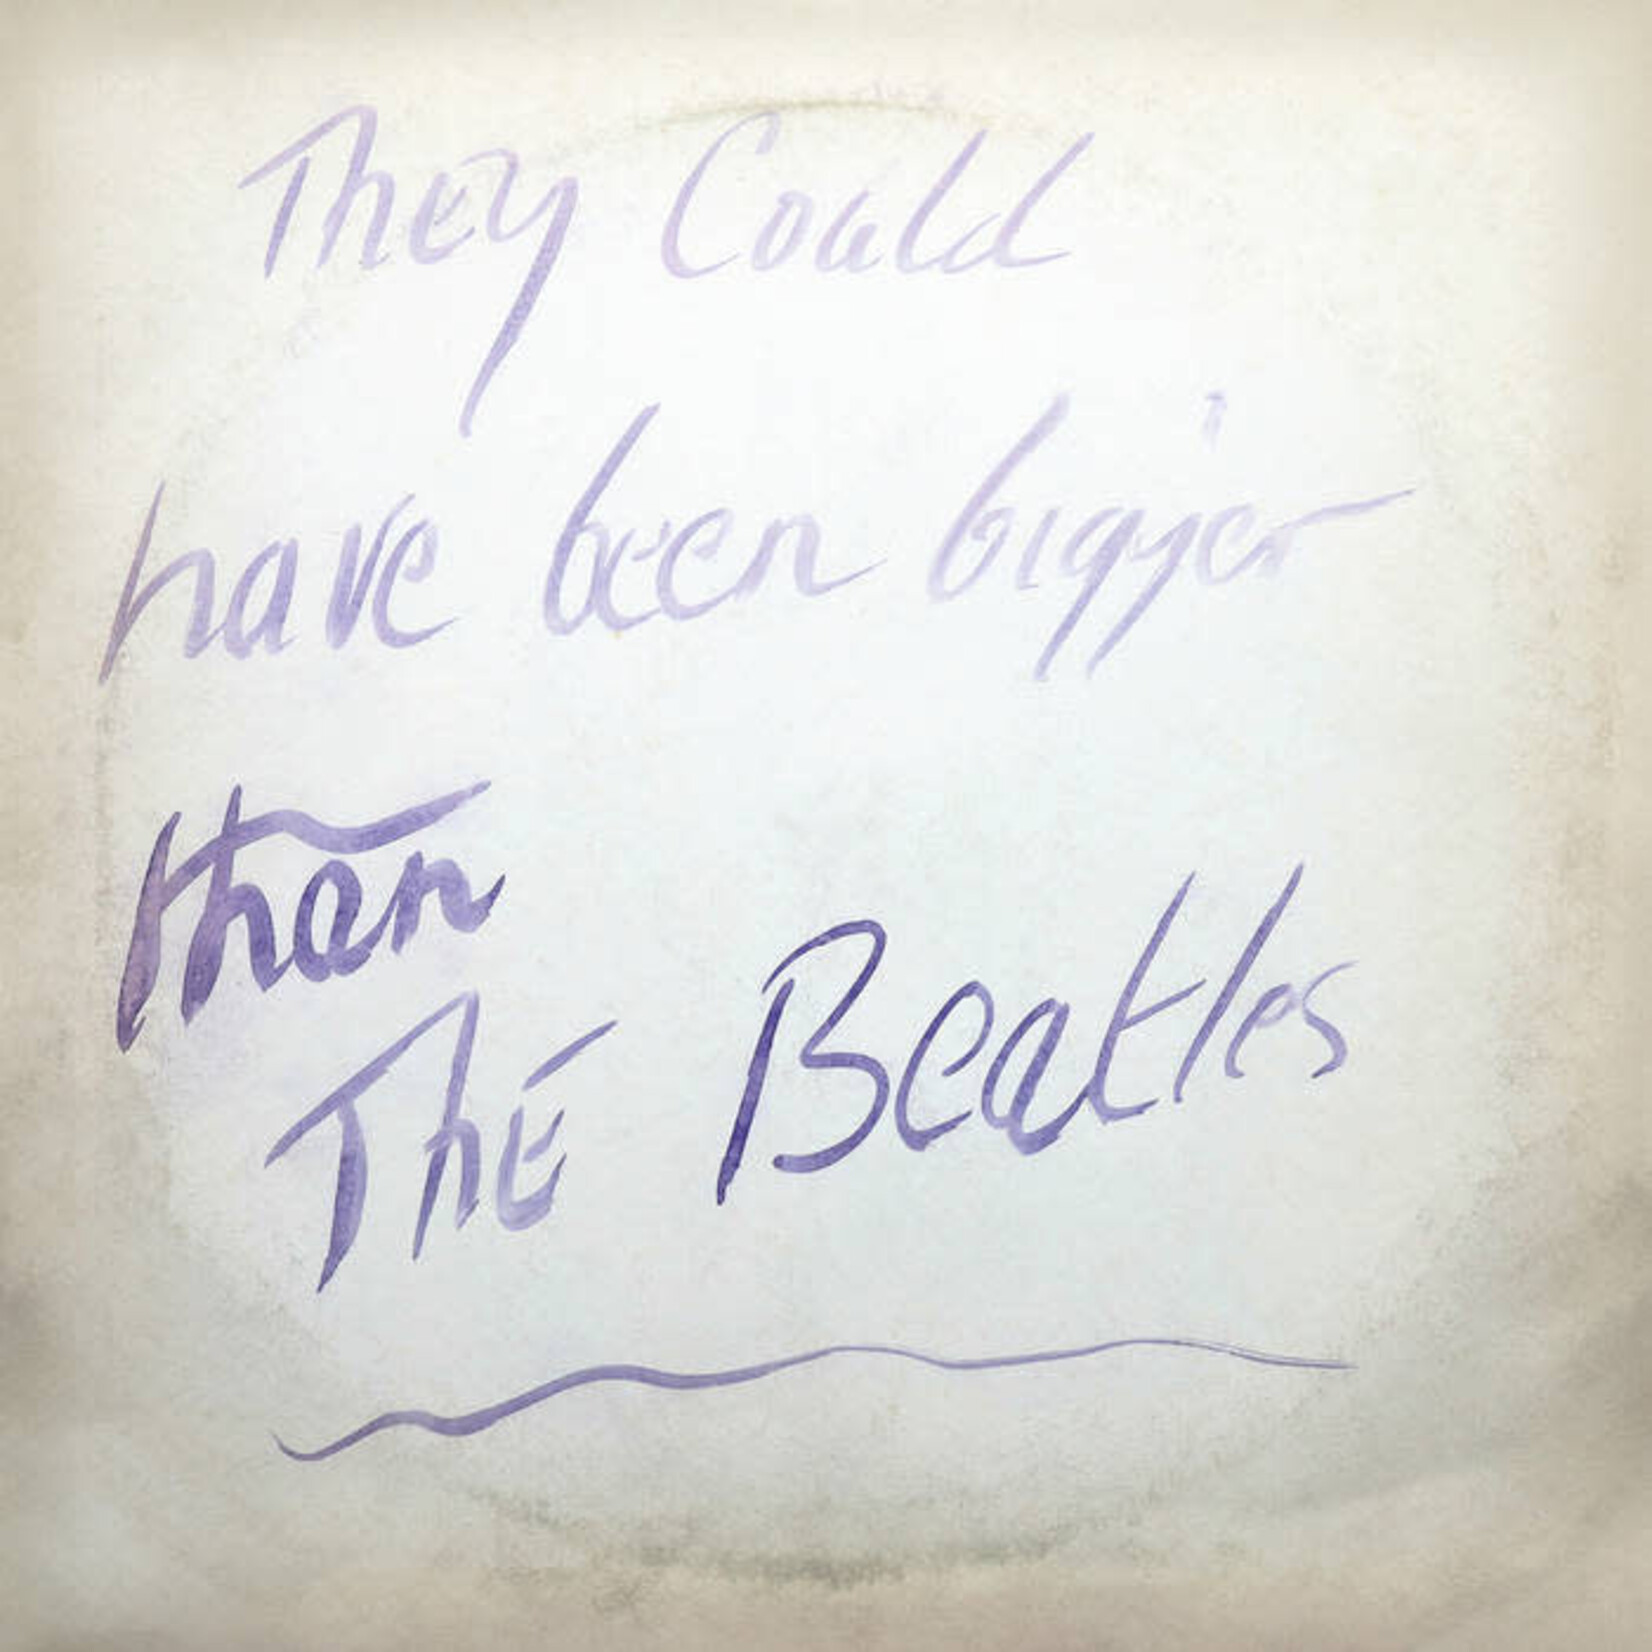 They Could
have been bigger
than
The Beatles